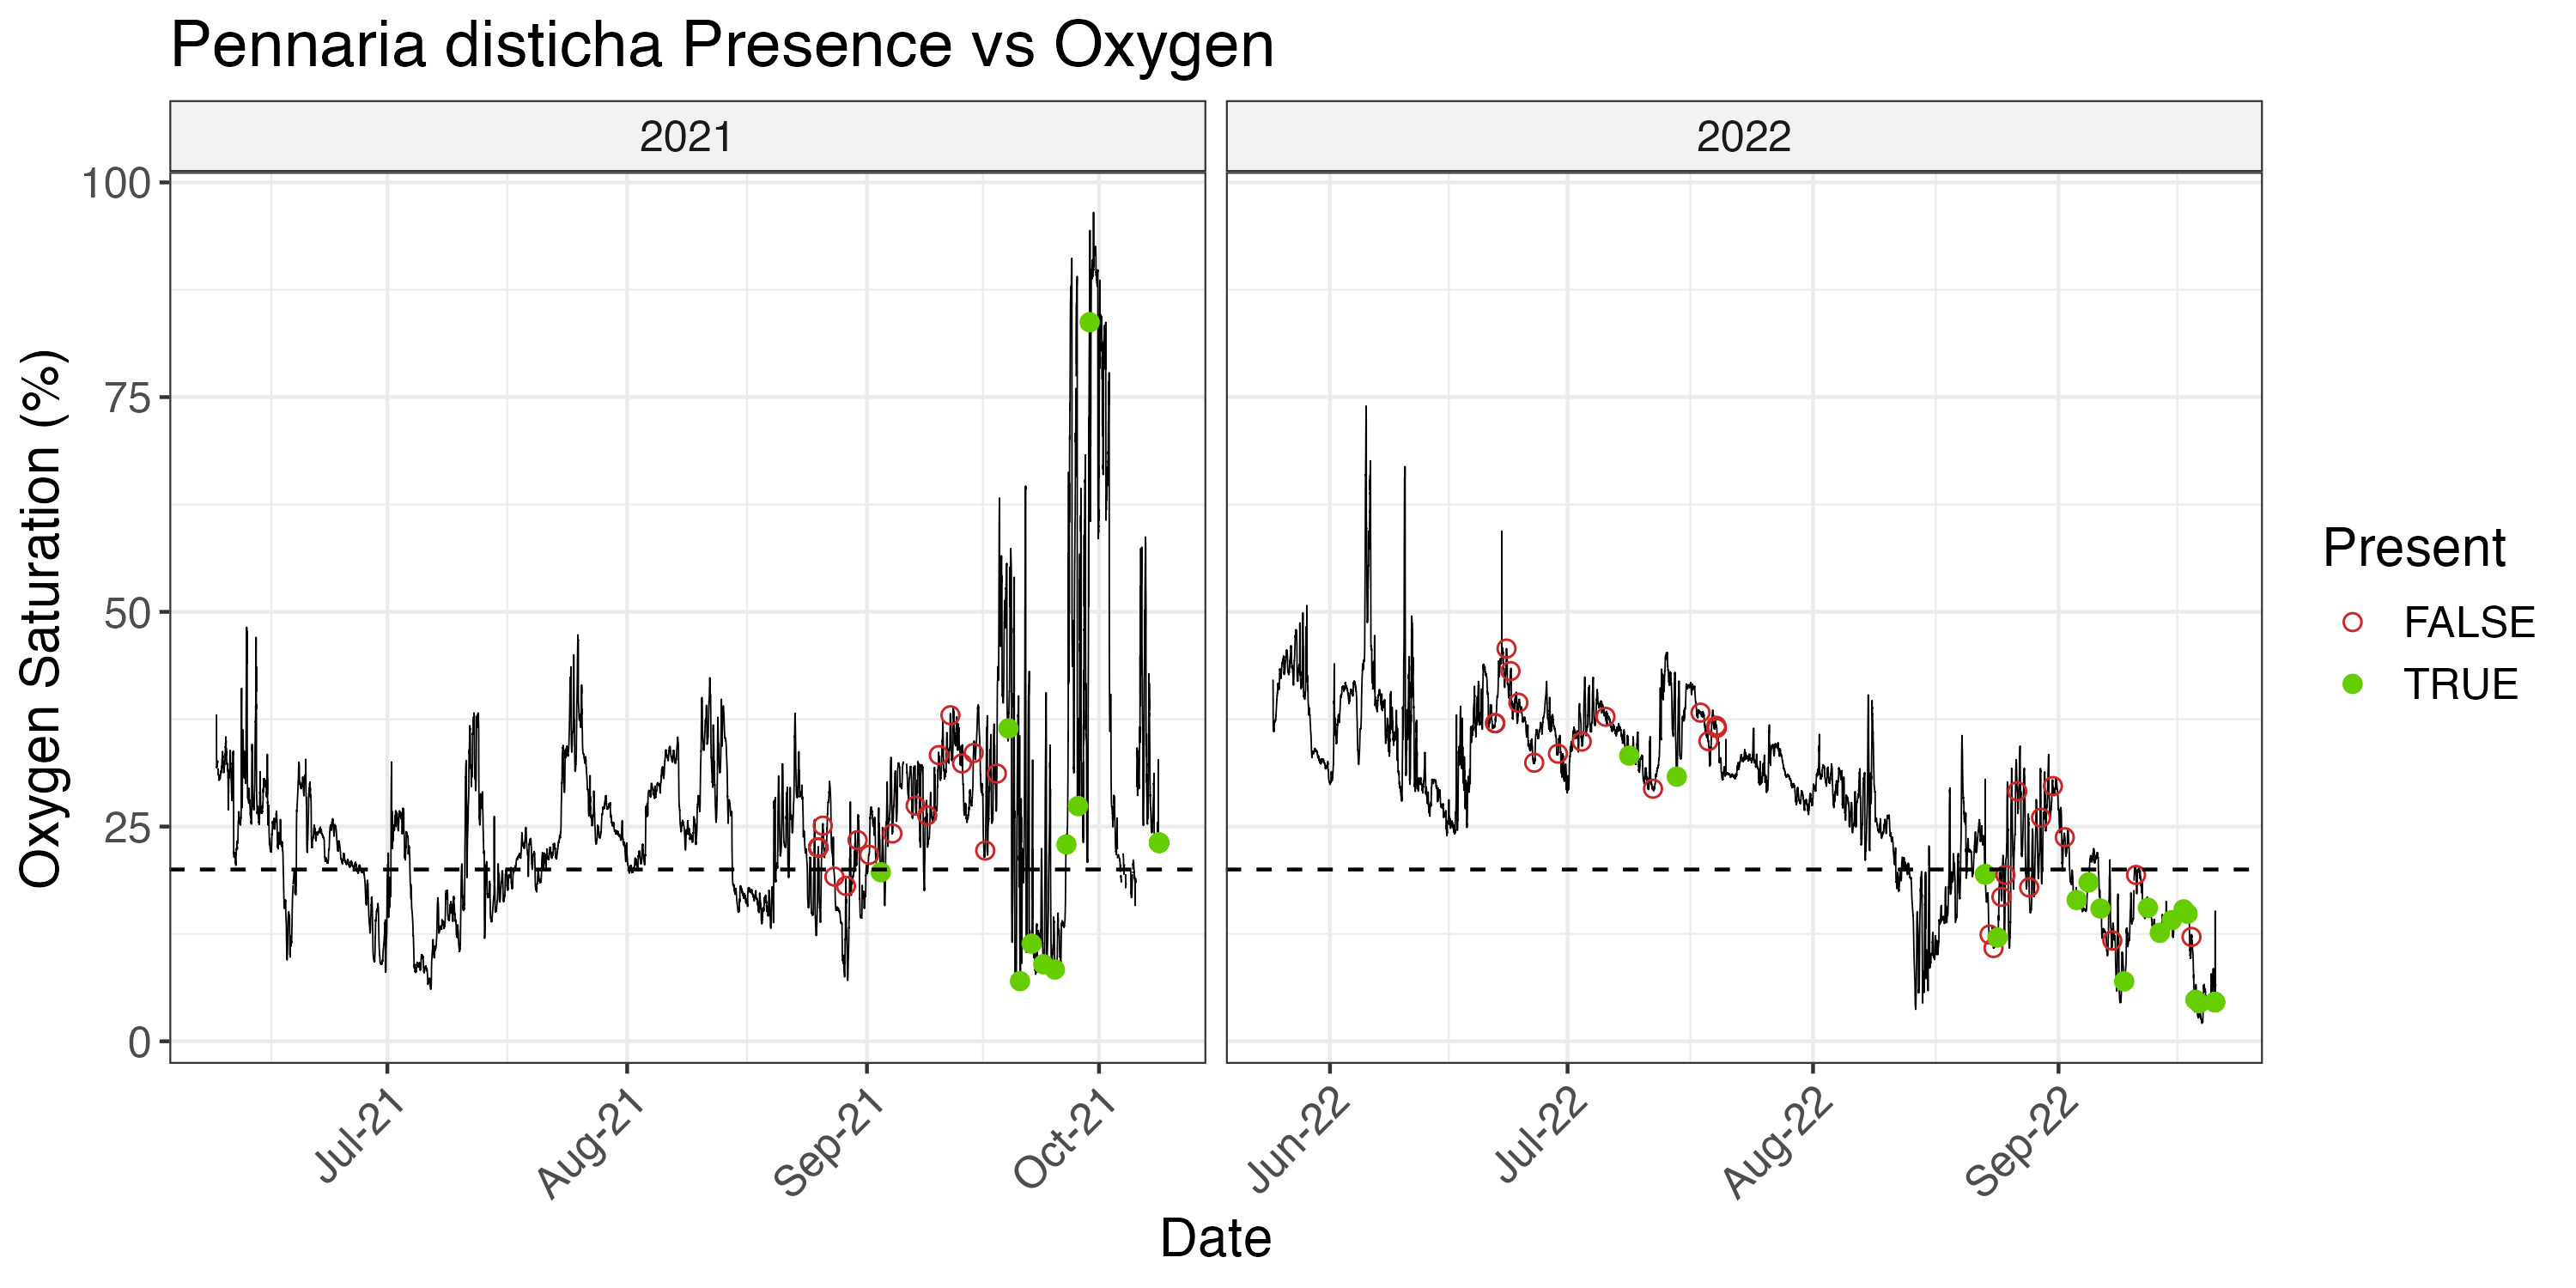 Pennaria disticha Presence vs Oxygen
2021
2022
Oxygen Saturation (%)
100
75
50
25
0
Jul-21
Aug-21
Sep-21
Oct-21
Jun-22
Jul-22
Aug-22
Sep-22
Date
Present
FALSE
TRUE